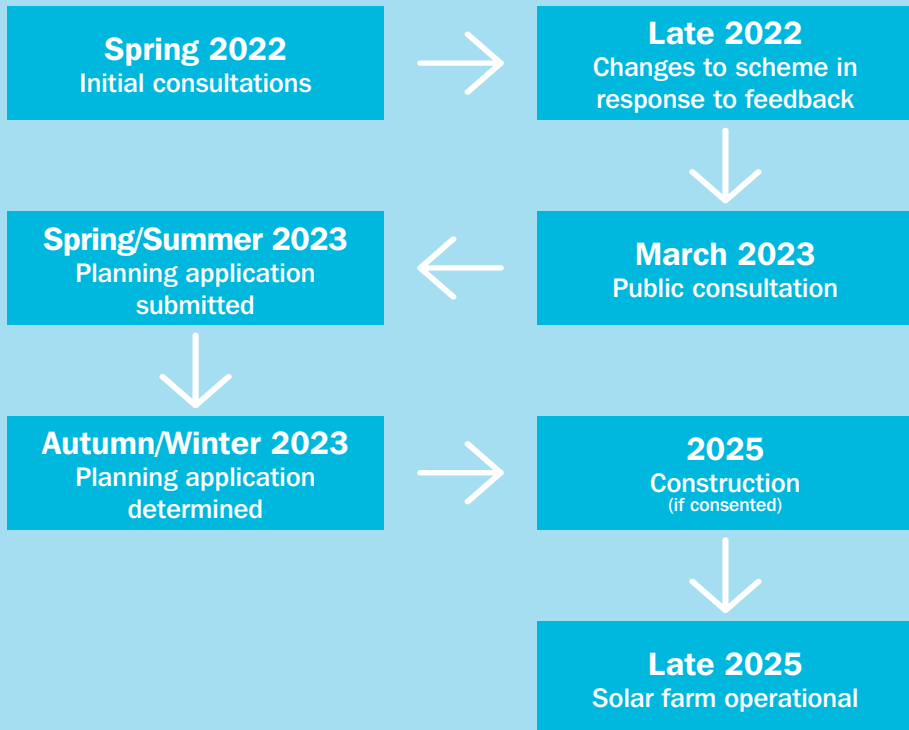 Spring 2022
Initial consultations
Late 2022
Changes to scheme in
response to feedback
March 2023
Public consultation
Spring/Summer 2023
Planning application
submitted
Autumn/Winter 2023
Planning application
determined
2025
Construction
(if consented)
Late 2025
Solar farm operational